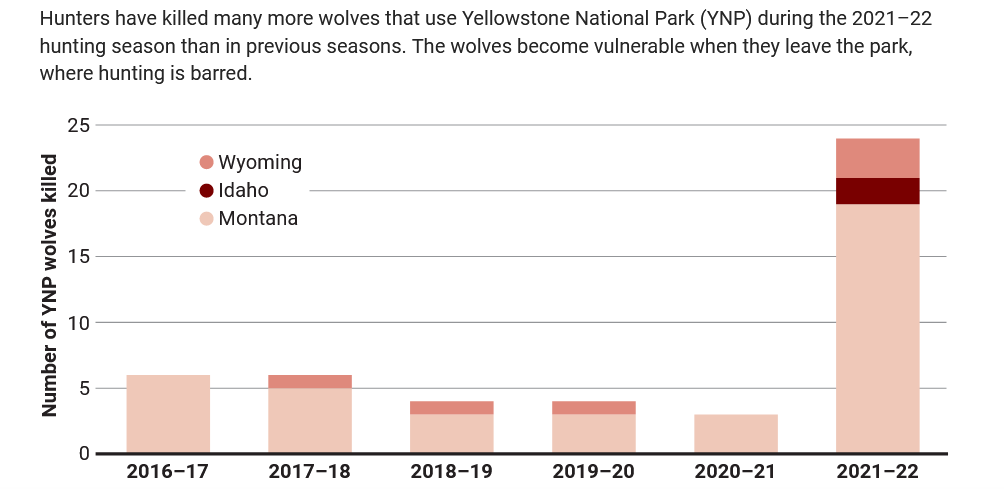 Hunters have killed many more wolves that use Yellowstone National Park (YNP) during the 2021–22
hunting season than in previous seasons. The wolves become vulnerable when they leave the park,
where hunting is barred.
Number of YNP wolves killed
25
20
15
10
5
0
Wyoming
Idaho
Montana
2016–17 2017–18 2018–19 2019–20 2020–21 2021–22